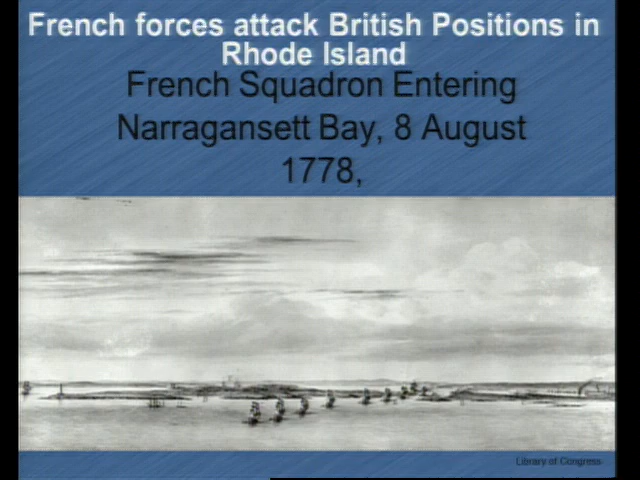 French forces attack British Positions in
Rhode Island
French Squadron Entering
Narragansett Bay, 8 August
1778,
Library of Congress